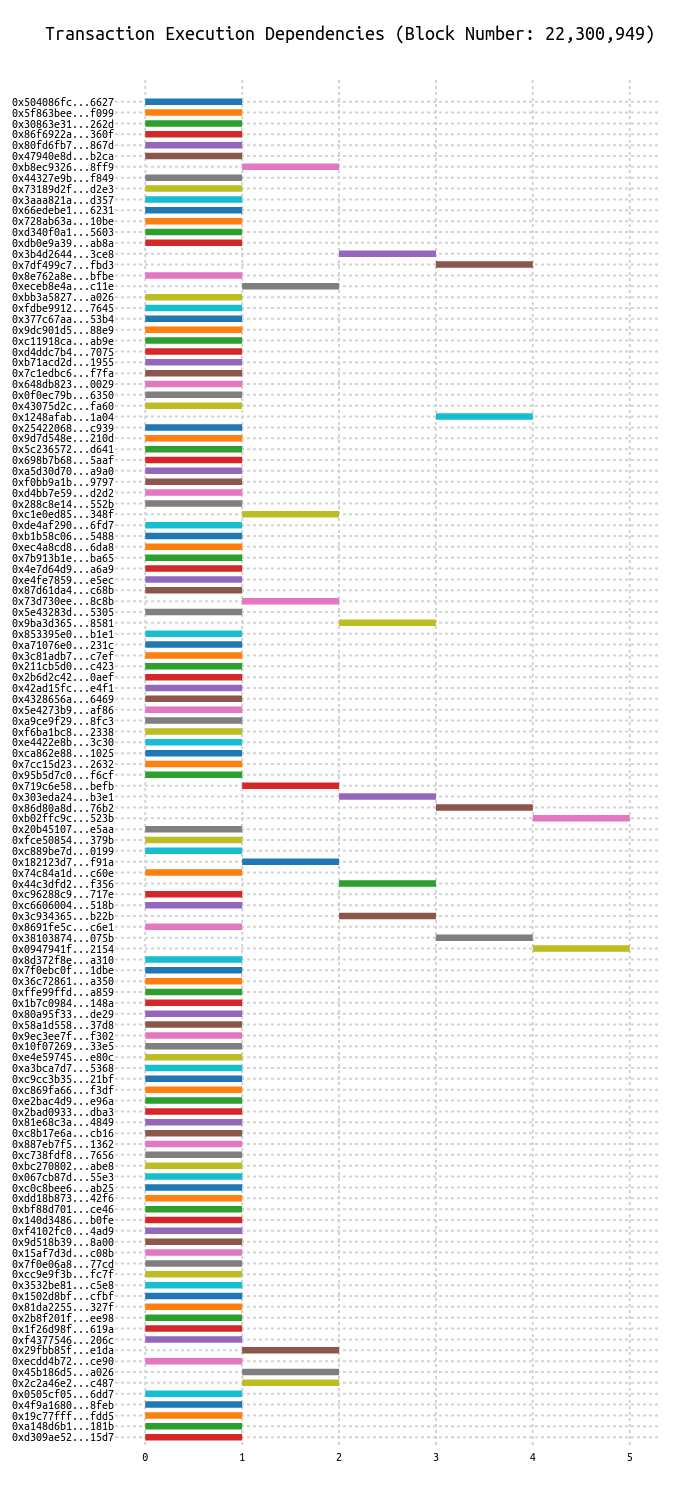 Transaction Execution Dependencies (Block Number: 22,300,949)
0x504086fc...6627
0x5f863bee...f099
0x30863e31...262d
0x86f6922a...360f
0x80fd6fb7...867d
0x47940e8d...b2ca
0xb8ec9326...8ff9
0x44327e9b...f849
0x73189d2f...d2e3
0x3aaa821a...d357
0x66edebe1...6231
0x728ab63a...10be
0xd340f0a1...5603
0xdb0e9a39...ab8a
0x3b4d2644...3ce8
0x7df499c7...fbd3
0x8e762a8e...bfbe
0xeceb8e4a...c11e
0xbb3a5827...a026
0xfdbe9912...7645
0x377c67aa...53b4
0x9dc901d5...88e9
0xc11918ca...ab9e
0xd4ddc7b4...7075
0xb71acd2d...1955
0x7c1edbc6...f7fa
0x648db823...0029
0x0f0ec79b...6350
0x43075d2c...fa60
0x1248afab...1a04
0x25422068...c939
0x9d7d548e...210d
0x5c236572...d641
0x698b7b68...5aaf
0xa5d30d70...a9a0
0xf0bb9a1b...9797
0xd4bb7e59...d2d2
0x288c8e14...552b
0xc1e0ed85...348f
0xde4af290...6fd7
0xb1b58c06...5488
0xec4a8cd8...6da8
0x7b913b1e...ba65
0x4e7d64d9...a6a9
0xe4fe7859...e5ec
0x87d61da4...c68b
0x73d730ee...8c8b
0x5e43283d...5305
0x9ba3d365...8581
0x853395e0...b1e1
0xa71076e0...231c
0x3c81adb7...c7ef
0x211cb5d0...c423
0x2b6d2c42...0aef
0x42ad15fc...e4f1
0x4328656a...6469
0x5e4273b9...af86
0xa9ce9f29...8fc3
0xf6ba1bc8...2338
0xe4422e8b...3c30
0xca862e88...1025
0x7cc15d23...2632
0x95b5d7c0...f6cf
0x719c6e58...befb
0x303eda24...b3e1
0x86d80a8d...76b2
0xb02ffc9c...523b
0x20b45107...e5aa
0xfce50854...379b
0xc889be7d...0199
0x182123d7...f91a
0x74c84a1d...c60e
0x44c3dfd2...f356
0xc96288c9...717e
0xc6606004...518b
0x3c934365...b22b
0x8691fe5c...c6e1
0x38103874...075b
0x0947941f...2154
0x8d372f8e...a310
0x7f0ebc0f...1dbe
0x36c72861...a350
0xffe99ffd...a859
0x1b7c0984...148a
0x80a95f33...de29
0x58a1d558...37d8
0x9ec3ee7f...f302
0x10f07269...33e5
0xe4e59745...e80c
0xa3bca7d7...5368
0xc9cc3b35...21bf
0xc869fa66...f3df
0xe2bac4d9...e96a
0x2bad0933...dba3
0x81e68c3a...4849
0xc8b17e6a...cb16
0x887eb7f5...1362
0xc738fdf8...7656
0xbc270802...abe8
0x067cb87d...55e3
0xc0c8bee6...ab25
0xdd18b873...42f6
0xbf88d701...ce46
0x140d3486...b0fe
0xf4102fc0...4ad9
0x9d518b39...8a00
0x15af7d3d...c08b
0x7f0e06a8...77cd
0xcc9e9f3b...fc7f
0x3532be81...c5e8
0x1502d8bf...cfbf
0x81da2255...327f
0x2b8f201f...ee98
0x1f26d98f...619a
0xf4377546...206c
0x29fbb85f...e1da
0xecdd4b72...ce90
0x45b186d5...a026
0x2c2a46e2...c487
0x0505cf05...6dd7
0x4f9a1680...8feb
0x19c77fff...fdd5
0xa148d6b1...181b
0xd309ae52...15d7
0 1 2 3 4 5